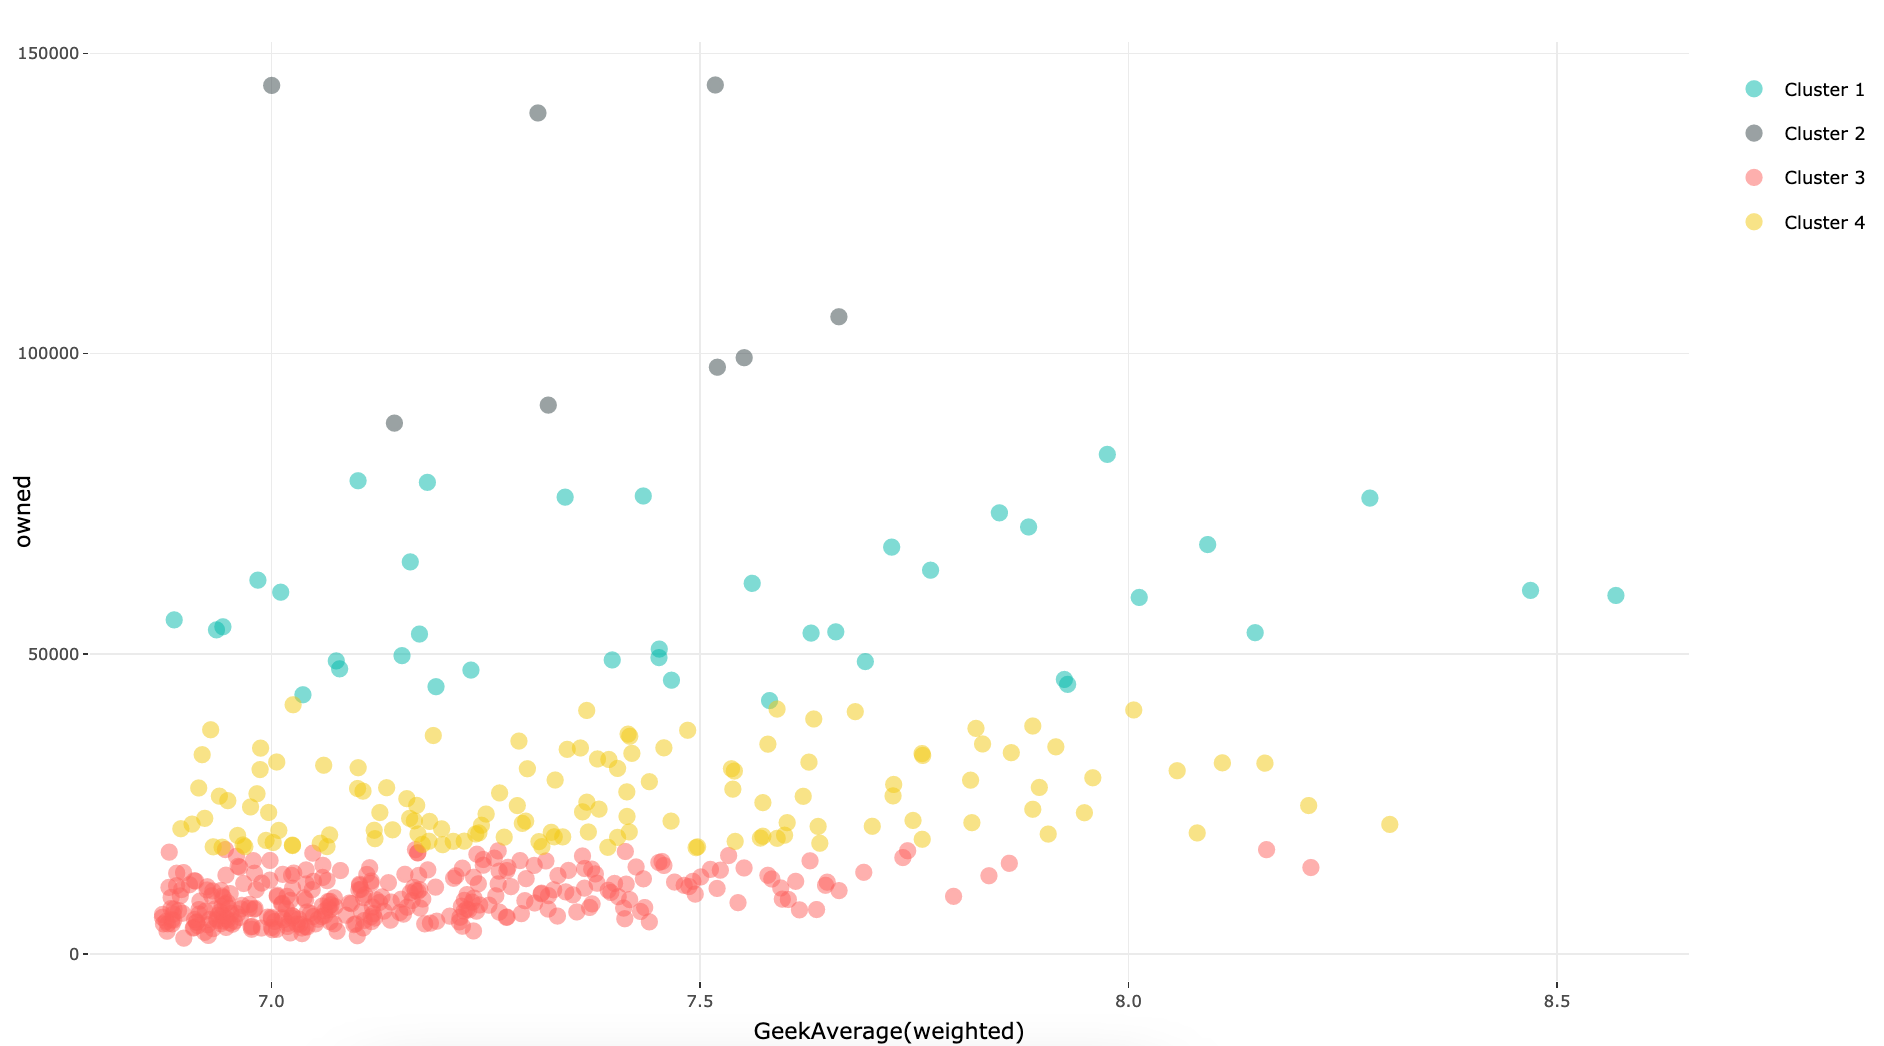 150000
100000
50000
0
owned
7.0
7.5
8.0
8.5
GeekAverage(weighted)
Cluster 1
Cluster 2
Cluster 3
Cluster 4